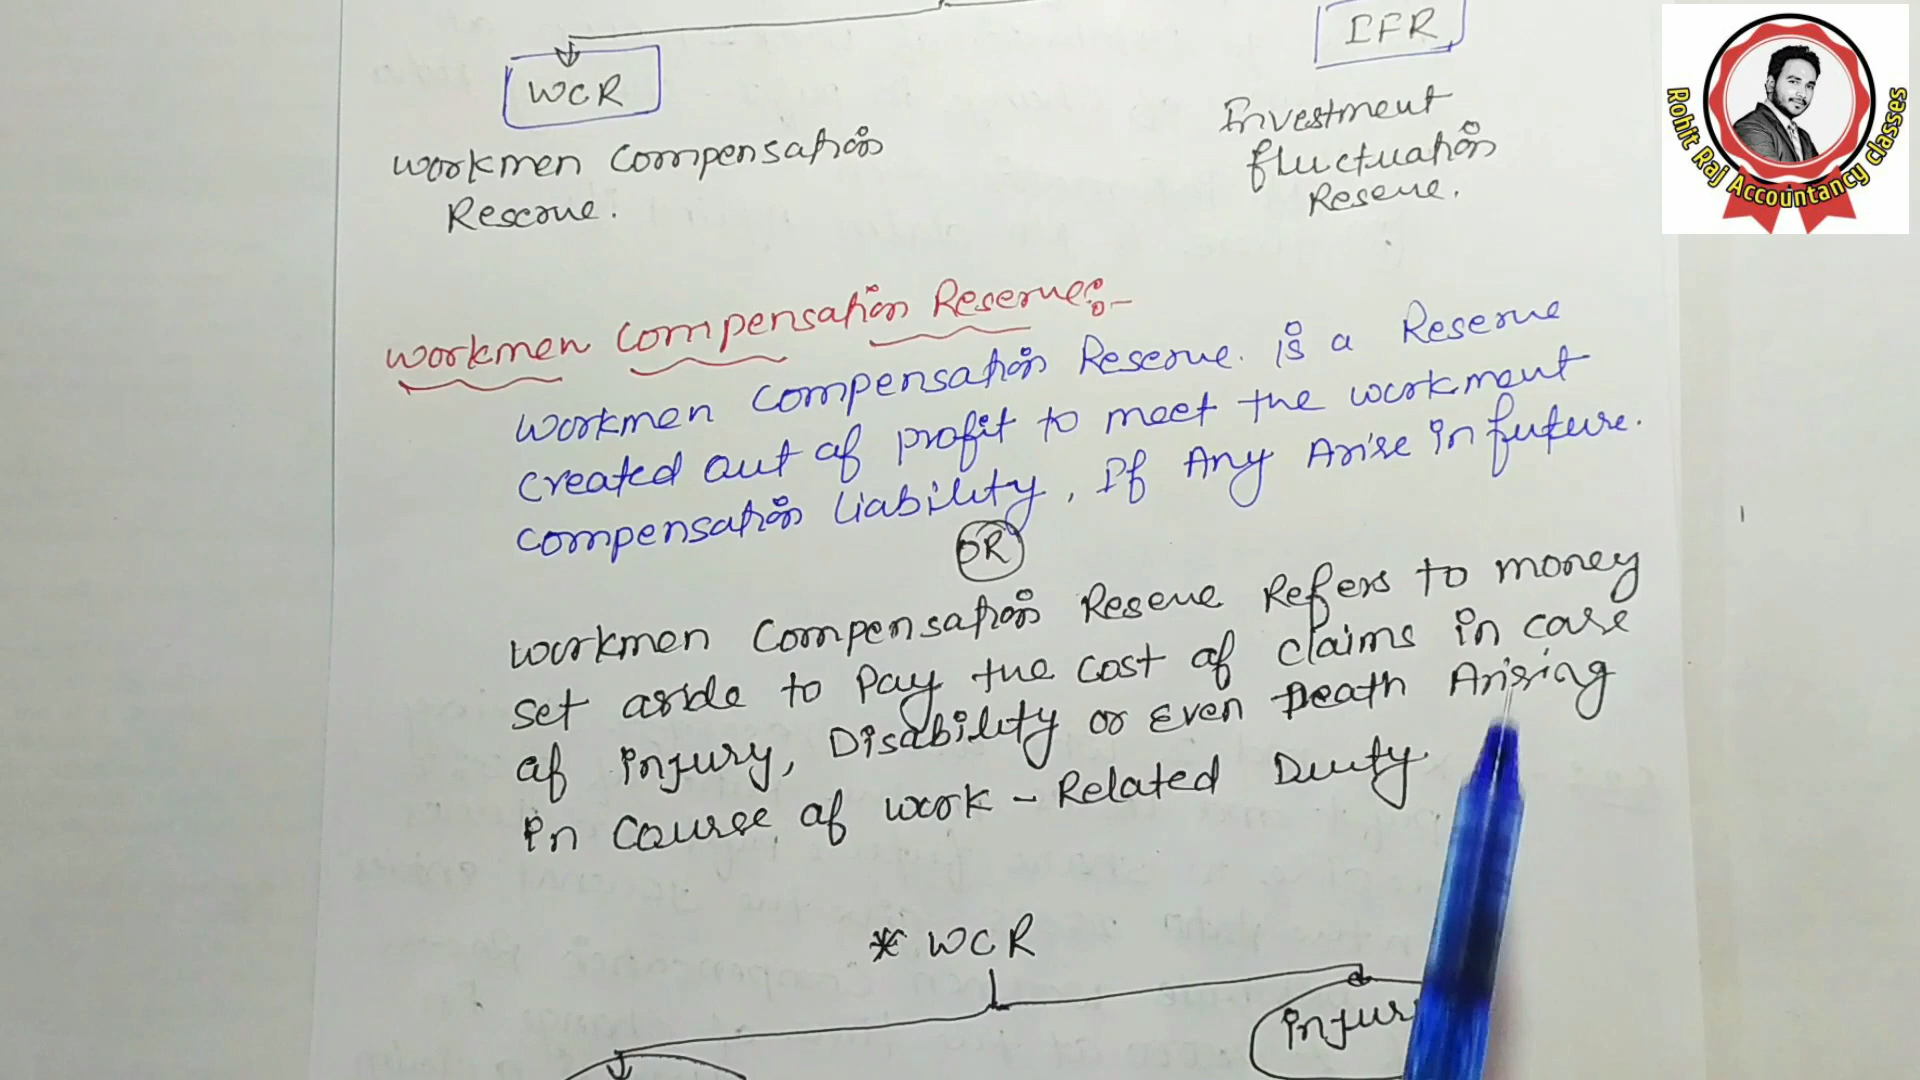 WCR
IFR
Workmen Compensation
Reserve.
Investment
fluctuation
Reserve.
Workmen Compensation Reserve:-
Workmen Compensation Reserve. is a Reserve
created out of profit to meet the workment
compensation liability, If Any Arise in future.
OR
Workmen Compensation Reserve Refers to money
set aside to Pay the cost of claims in case
of injury, Disability or Even Death Arising
in course of work-Related Duuty
* WCR
injur
Rohit Raj Accountancy classes